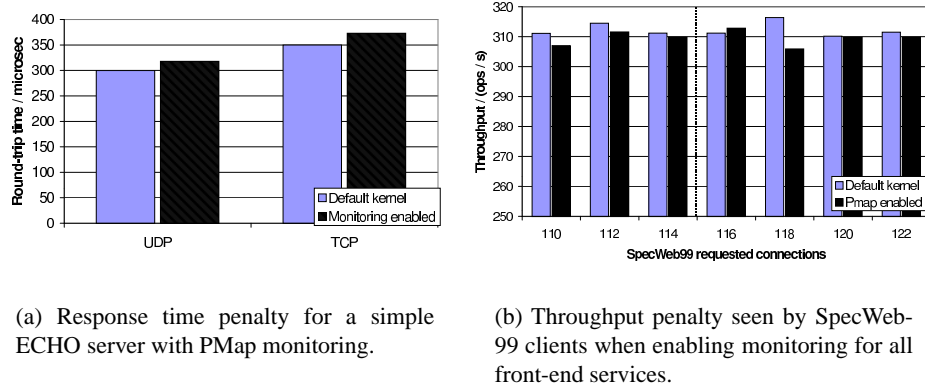 400
350
300
250
200
150
100
50
0
Round-trip time / microsec
UDP
TCP
Default kernel
Monitoring enabled
320
310
300
290
280
270
260
250
Throughput / (ops / s)
110 112 114 116 118 120 122
SpecWeb99 requested connections
Default kernel
Pmap enabled
(a) Response time penalty for a simple
ECHO server with PMap monitoring.
(b) Throughput penalty seen by SpecWeb-
99 clients when enabling monitoring for all
front-end services.